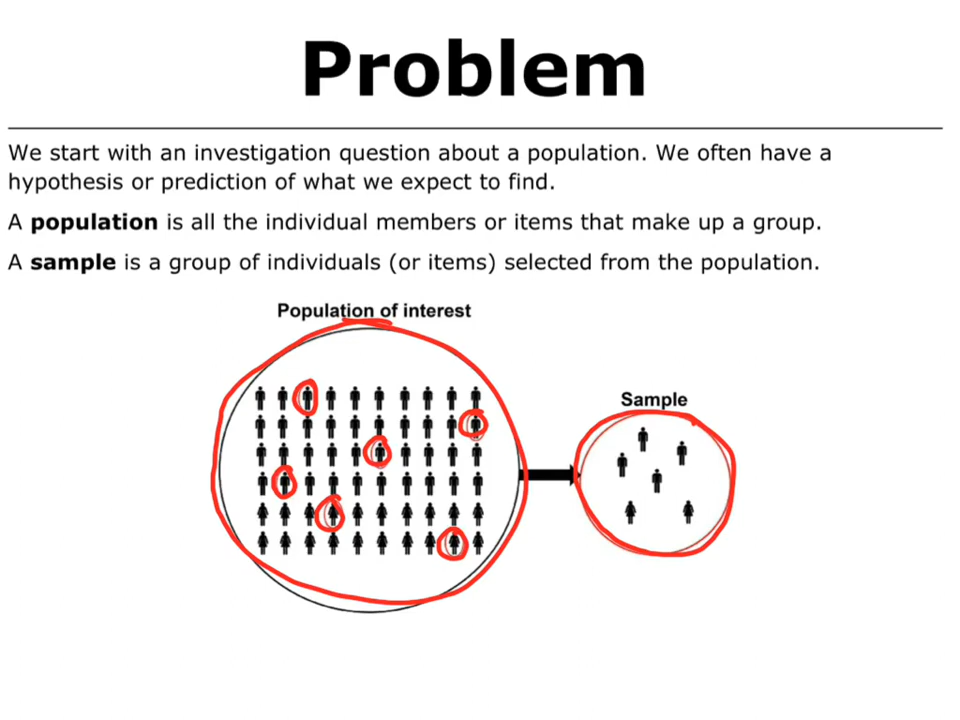 Problem
We start with an investigation question about a population. We often have a
hypothesis or prediction of what we expect to find.
A population is all the individual members or items that make up a group.
A sample is a group of individuals (or items) selected from the population.
Population of interest
Sample